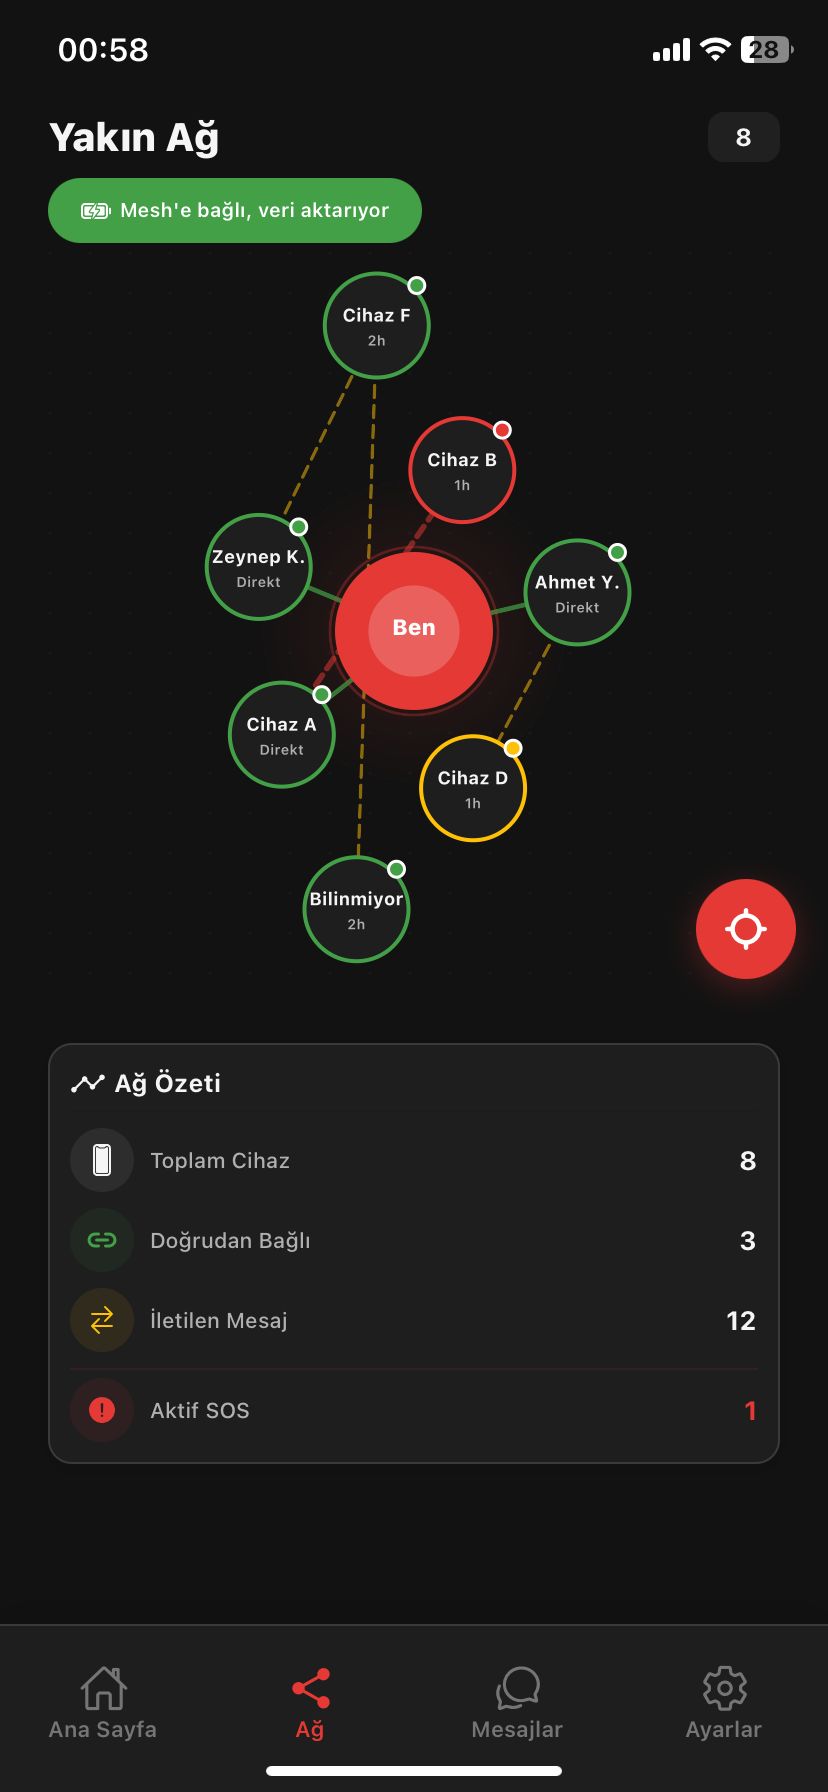 00:58
28
Yakın Ağ
8
Mesh'e bağlı, veri aktarıyor
Cihaz F
2h
Cihaz B
1h
Zeynep K.
Direkt
Ahmet Y.
Direkt
Ben
Cihaz A
Direkt
Cihaz D
1h
Bilinmiyor
2h
Ağ Özeti
Toplam Cihaz
8
Doğrudan Bağlı
3
İletilen Mesaj
12
Aktif SOS
1
Ana Sayfa
Ağ
Mesajlar
Ayarlar